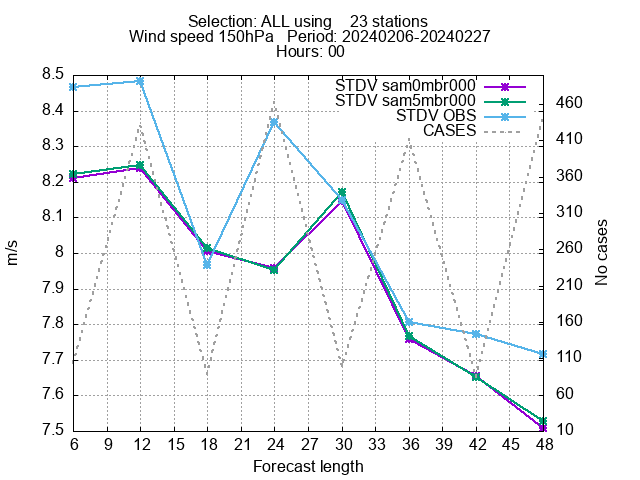 Selection: ALL using 23 stations
Wind speed 150hPa Period: 20240206-20240227
Hours: 00
STDV sam0mbr000
STDV sam5mbr000
STDV OBS
CASES
8.5
8.4
8.3
8.2
8.1
8
7.9
7.8
7.7
7.6
7.5
m/s
460
410
360
310
260
210
160
110
60
10
No cases
6 9 12 15 18 21 24 27 30 33 36 39 42 45 48
Forecast length